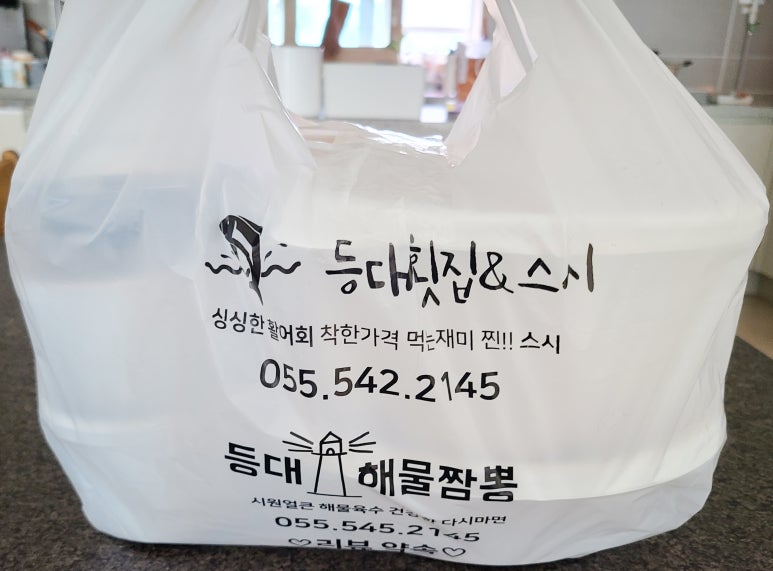 등대횟집&스시
싱싱한 활어회 착한가격 먹는재미 찐!! 스시
055.542.2145
등대 해물짬뽕
시원얼큰 해물육수 다시마면
055.545.2145
♡리뷰 약속♡